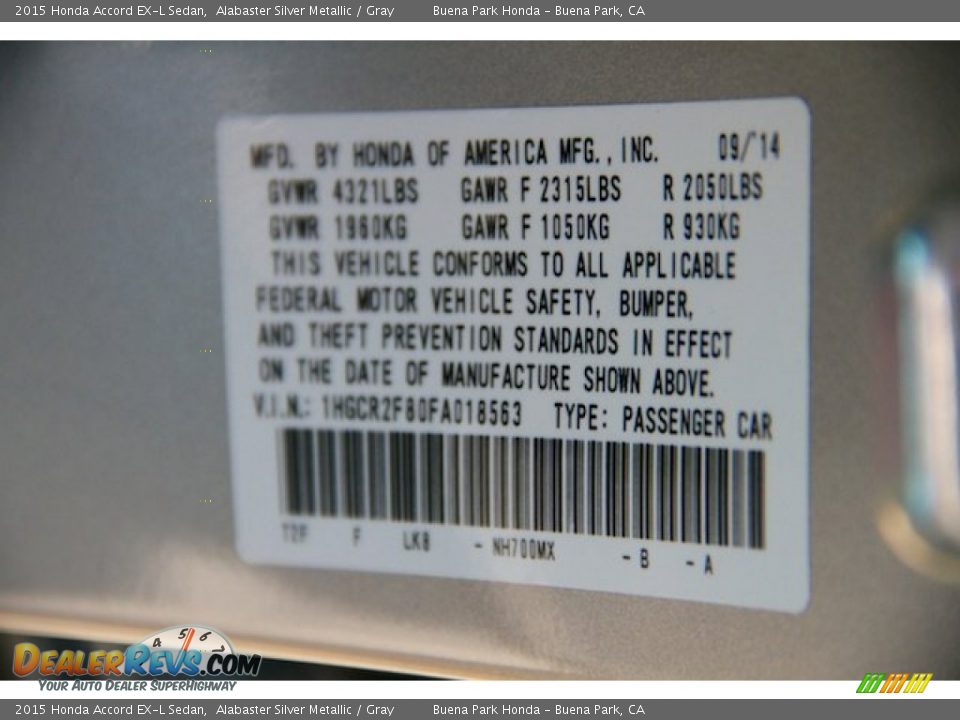 2015 Honda Accord EX-L Sedan, Alabaster Silver Metallic / Gray Buena Park Honda - Buena Park, CA
MFD. BY HONDA OF AMERICA MFG., INC. 09/'14
GVWR 4321LBS GAWR F 2315LBS R 2050LBS
GVWR 1960KG GAWR F 1050KG R 930KG
THIS VEHICLE CONFORMS TO ALL APPLICABLE
FEDERAL MOTOR VEHICLE SAFETY, BUMPER,
AND THEFT PREVENTION STANDARDS IN EFFECT
ON THE DATE OF MANUFACTURE SHOWN ABOVE.
V.I.N.: 1HGCR2F80FA018563 TYPE: PASSENGER CAR
T2F F LK8 - NH700MX - B - A
4 5 6 7
DEALERREVS.COM
YOUR AUTO DEALER SUPERHIGHWAY
2015 Honda Accord EX-L Sedan, Alabaster Silver Metallic / Gray Buena Park Honda - Buena Park, CA